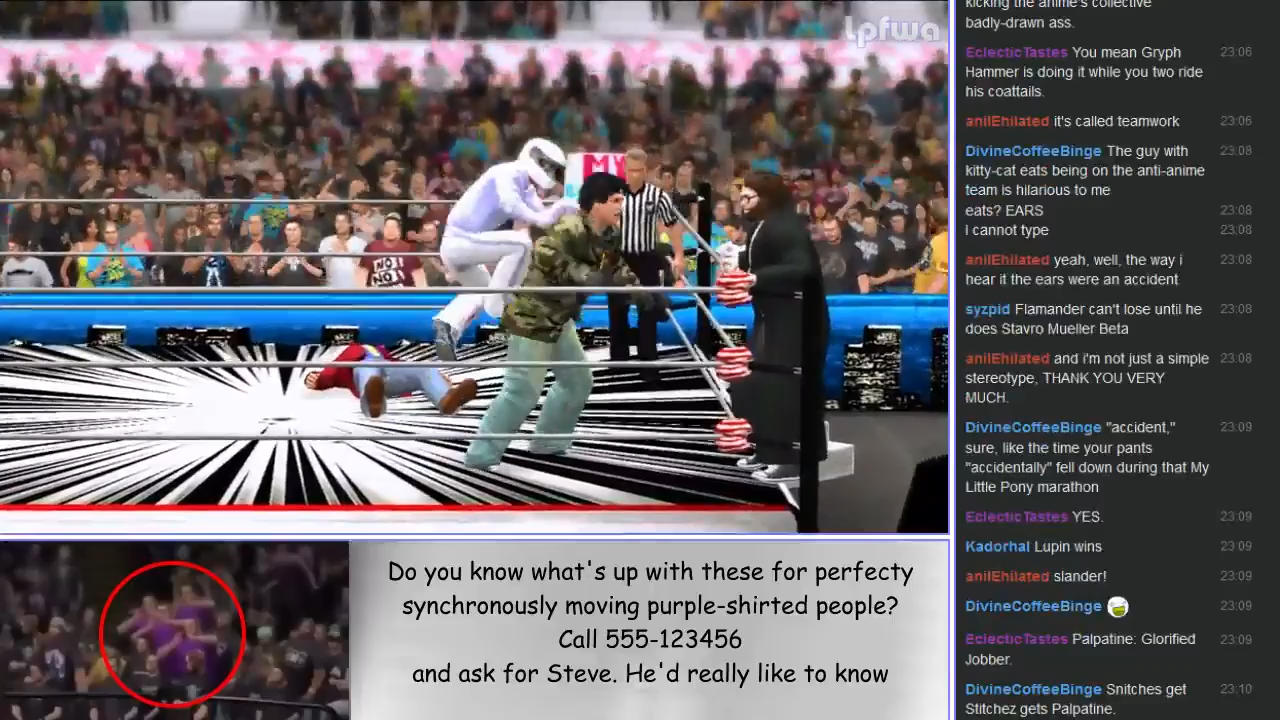 lpfwa
MY
NO!
NO!
Do you know what's up with these for perfecty
synchronously moving purple-shirted people?
Call 555-123456
and ask for Steve. He'd really like to know
kicking the anime's collective
badly-drawn ass.
EclecticTastes You mean Gryph 23:06
Hammer is doing it while you two ride
his coattails.
anilEhilated it's called teamwork 23:06
DivineCoffeeBinge The guy with 23:08
kitty-cat eats being on the anti-anime
team is hilarious to me
eats? EARS 23:08
i cannot type 23:08
anilEhilated yeah, well, the way i 23:08
hear it the ears were an accident
syzpid Flamander can't lose until he 23:08
does Stavro Mueller Beta
anilEhilated and i'm not just a simple 23:08
stereotype, THANK YOU VERY
MUCH.
DivineCoffeeBinge "accident," 23:09
sure, like the time your pants
"accidentally" fell down during that My
Little Pony marathon
EclecticTastes YES. 23:09
Kadorhal Lupin wins 23:09
anilEhilated slander! 23:09
DivineCoffeeBinge 23:09
EclecticTastes Palpatine: Glorified 23:09
Jobber.
DivineCoffeeBinge Snitches get 23:10
Stitchez gets Palpatine.